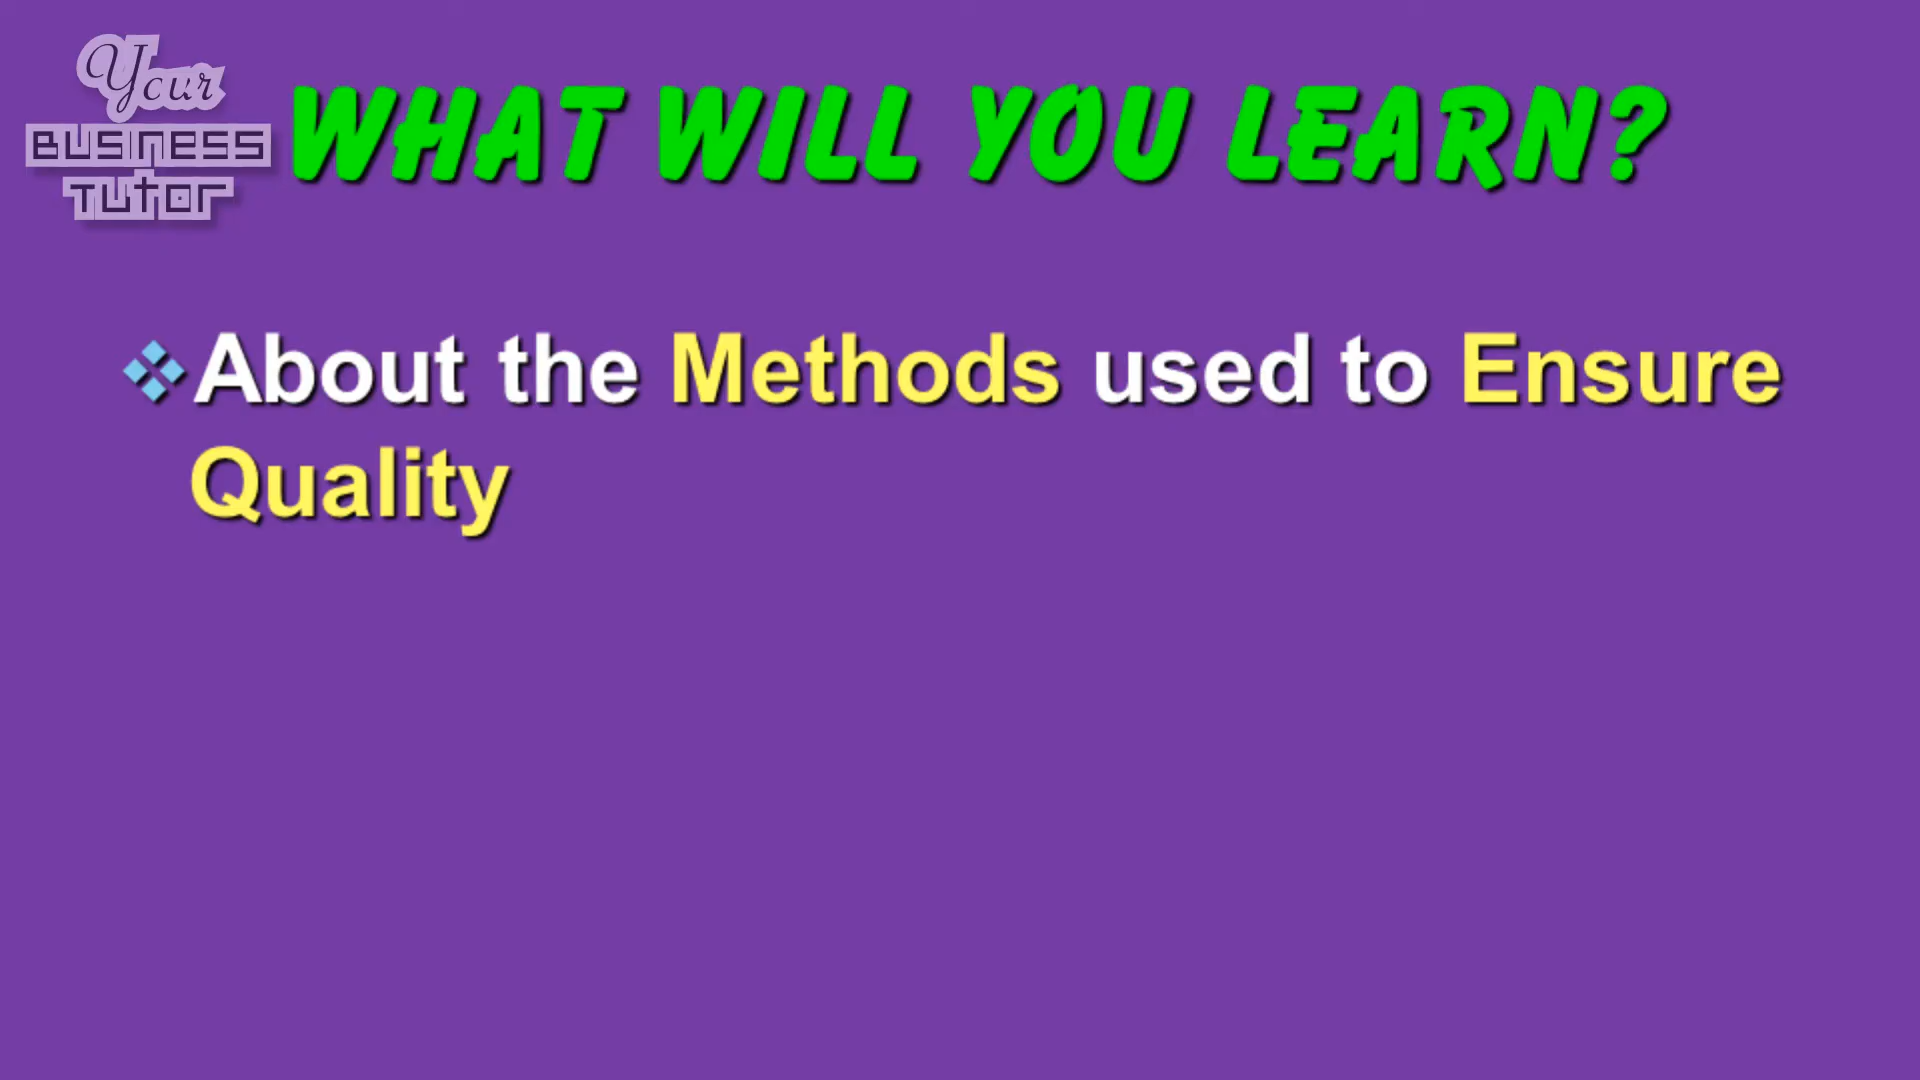 Your
BUSINESS
TUTOR
WHAT WILL YOU LEARN?
About the Methods used to Ensure
Quality